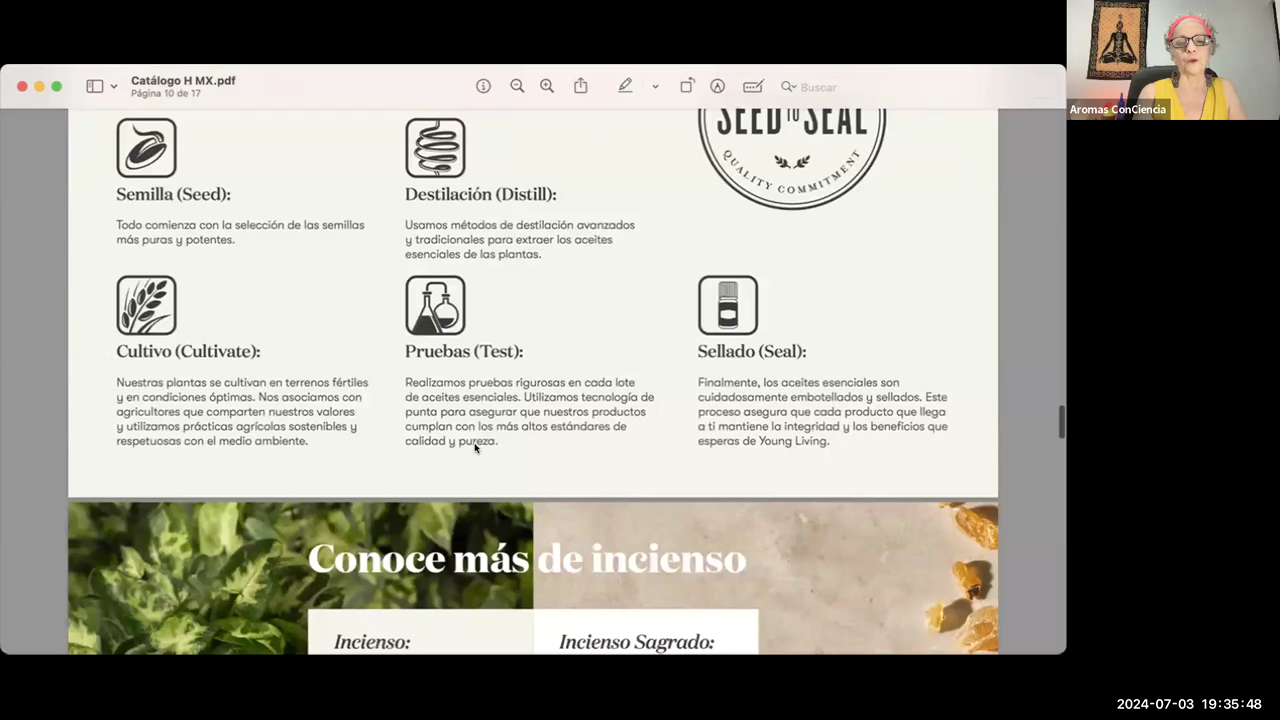 Catálogo H MX.pdf
Página 10 de 17
Buscar
Aromas ConCiencia
SEED TO SEAL
QUALITY COMMITMENT
Semilla (Seed):
Todo comienza con la selección de las semillas
más puras y potentes.
Destilación (Distill):
Usamos métodos de destilación avanzados
y tradicionales para extraer los aceites
esenciales de las plantas.
Cultivo (Cultivate):
Nuestras plantas se cultivan en terrenos fértiles
y en condiciones óptimas. Nos asociamos con
agricultores que comparten nuestros valores
y utilizamos prácticas agrícolas sostenibles y
respetuosas con el medio ambiente.
Pruebas (Test):
Realizamos pruebas rigurosas en cada lote
de aceites esenciales. Utilizamos tecnología de
punta para asegurar que nuestros productos
cumplan con los más altos estándares de
calidad y pureza.
Sellado (Seal):
Finalmente, los aceites esenciales son
cuidadosamente embotellados y sellados. Este
proceso asegura que cada producto que llega
a ti mantiene la integridad y los beneficios que
esperas de Young Living.
Conoce más de incienso
Incienso:
Incienso Sagrado:
2024-07-03 19:35:48